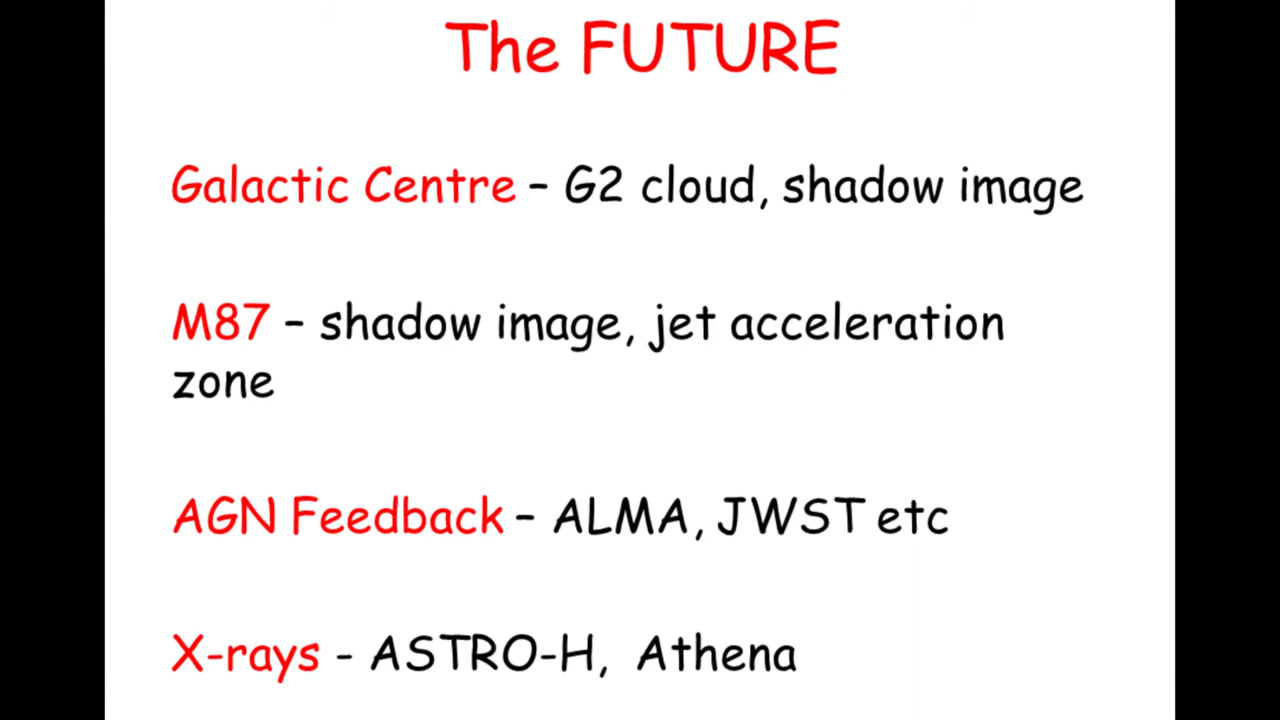 The FUTURE
Galactic Centre – G2 cloud, shadow image
M87 – shadow image, jet acceleration
zone
AGN Feedback – ALMA, JWST etc
X-rays - ASTRO-H, Athena